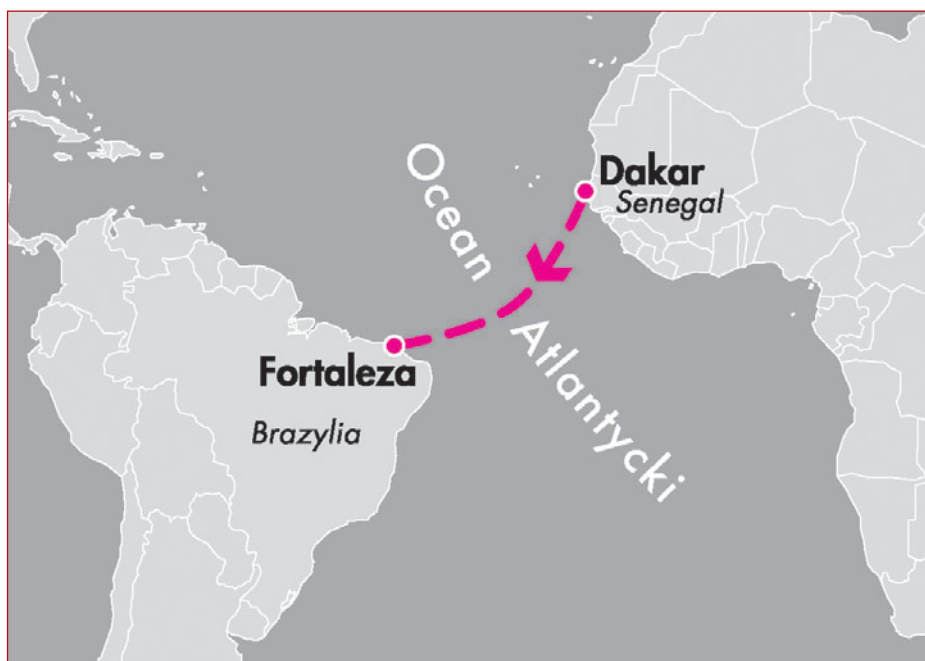 Dakar
Senegal
Ocean
Atlantycki
Fortaleza
Brazylia